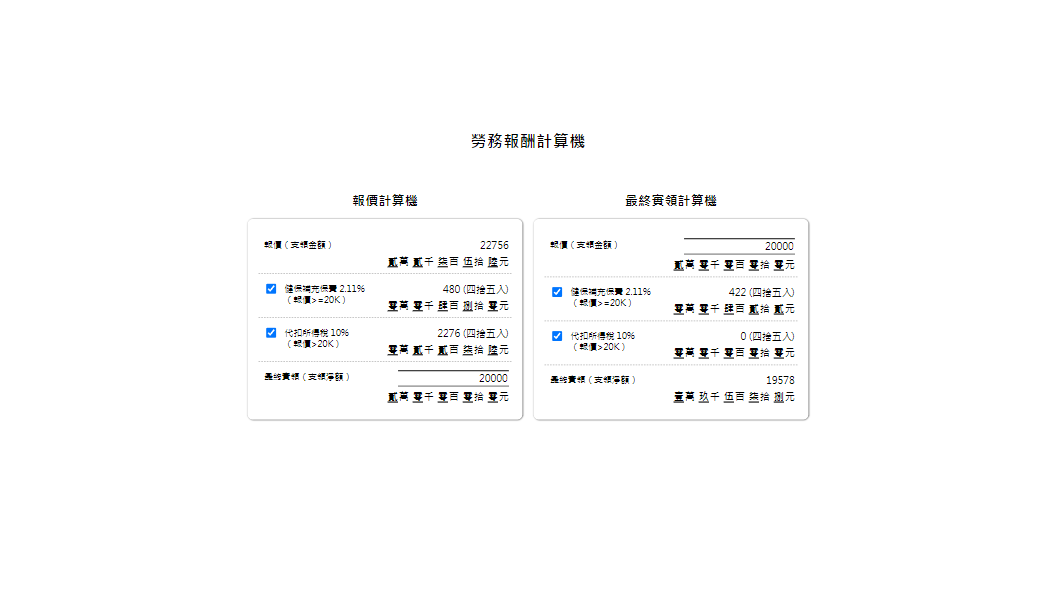 勞務報酬計算機
報價計算機
報價（支領金額） 22756
貳萬 貳千 柒百 伍拾 陸元
健保補充保費 2.11%
（報價>=20K） 480 (四捨五入)
零萬 零千 肆百 捌拾 零元
代扣所得稅 10%
（報價>20K） 2276 (四捨五入)
零萬 貳千 貳百 柒拾 陸元
最終實領（支領淨額） 20000
貳萬 零千 零百 零拾 零元
最終實領計算機
報價（支領金額） 20000
貳萬 零千 零百 零拾 零元
健保補充保費 2.11%
（報價>=20K） 422 (四捨五入)
零萬 零千 肆百 貳拾 貳元
代扣所得稅 10%
（報價>20K） 0 (四捨五入)
零萬 零千 零百 零拾 零元
最終實領（支領淨額） 19578
壹萬 玖千 伍百 柒拾 捌元